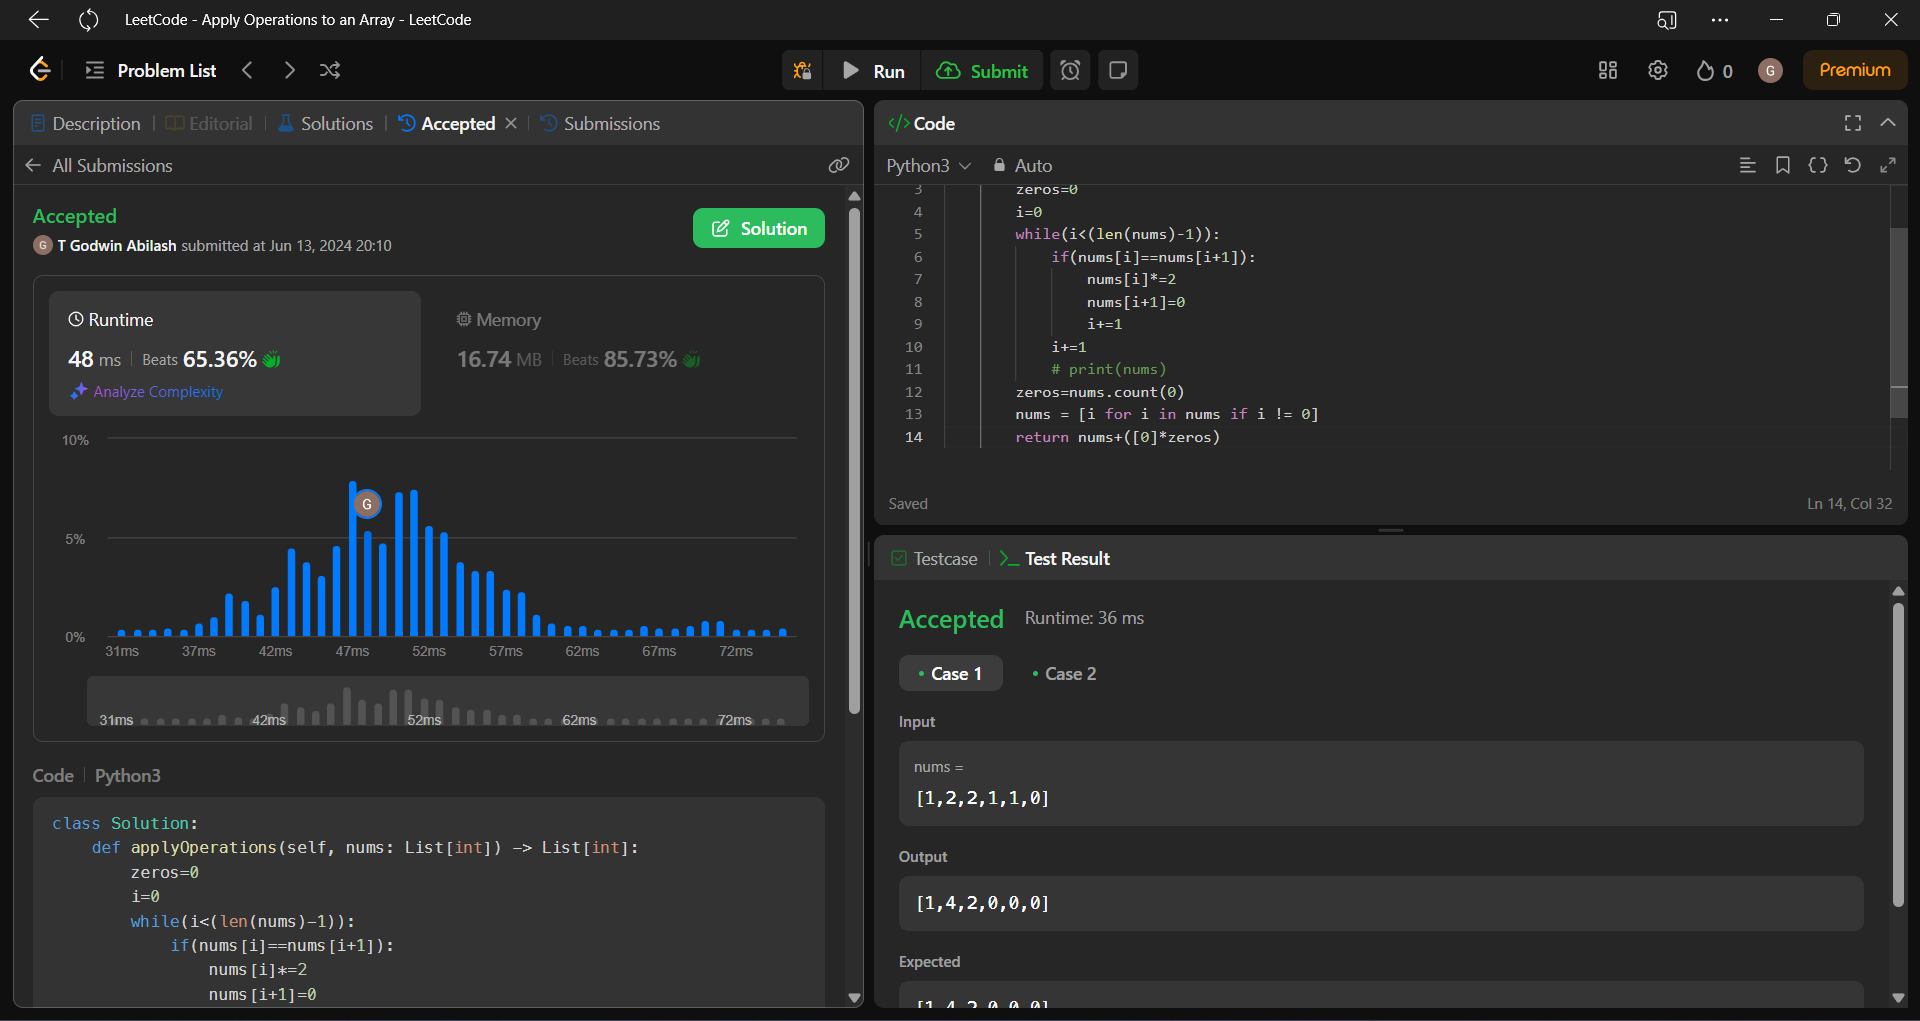 LeetCode - Apply Operations to an Array - LeetCode
Problem List
Run
Submit
0
G
Premium
Description
Editorial
Solutions
Accepted
Submissions
All Submissions
Accepted
G T Godwin Abilash submitted at Jun 13, 2024 20:10
Solution
Runtime
48 ms Beats 65.36%
Analyze Complexity
Memory
16.74 MB Beats 85.73%
10%
5%
0%
G
31ms 37ms 42ms 47ms 52ms 57ms 62ms 67ms 72ms
31ms 42ms 52ms 62ms 72ms
Code Python3
class Solution:
    def applyOperations(self, nums: List[int]) -> List[int]:
        zeros=0
        i=0
        while(i<(len(nums)-1)):
            if(nums[i]==nums[i+1]):
                nums[i]*=2
                nums[i+1]=0
</> Code
Python3 Auto
3 zeros=0
4 i=0
5 while(i<(len(nums)-1)):
6 if(nums[i]==nums[i+1]):
7 nums[i]*=2
8 nums[i+1]=0
9 i+=1
10 i+=1
11 # print(nums)
12 zeros=nums.count(0)
13 nums = [i for i in nums if i != 0]
14 return nums+([0]*zeros)
Saved
Ln 14, Col 32
Testcase
Test Result
Accepted Runtime: 36 ms
Case 1
Case 2
Input
nums =
[1,2,2,1,1,0]
Output
[1,4,2,0,0,0]
Expected
[1,4,2,0,0,0]